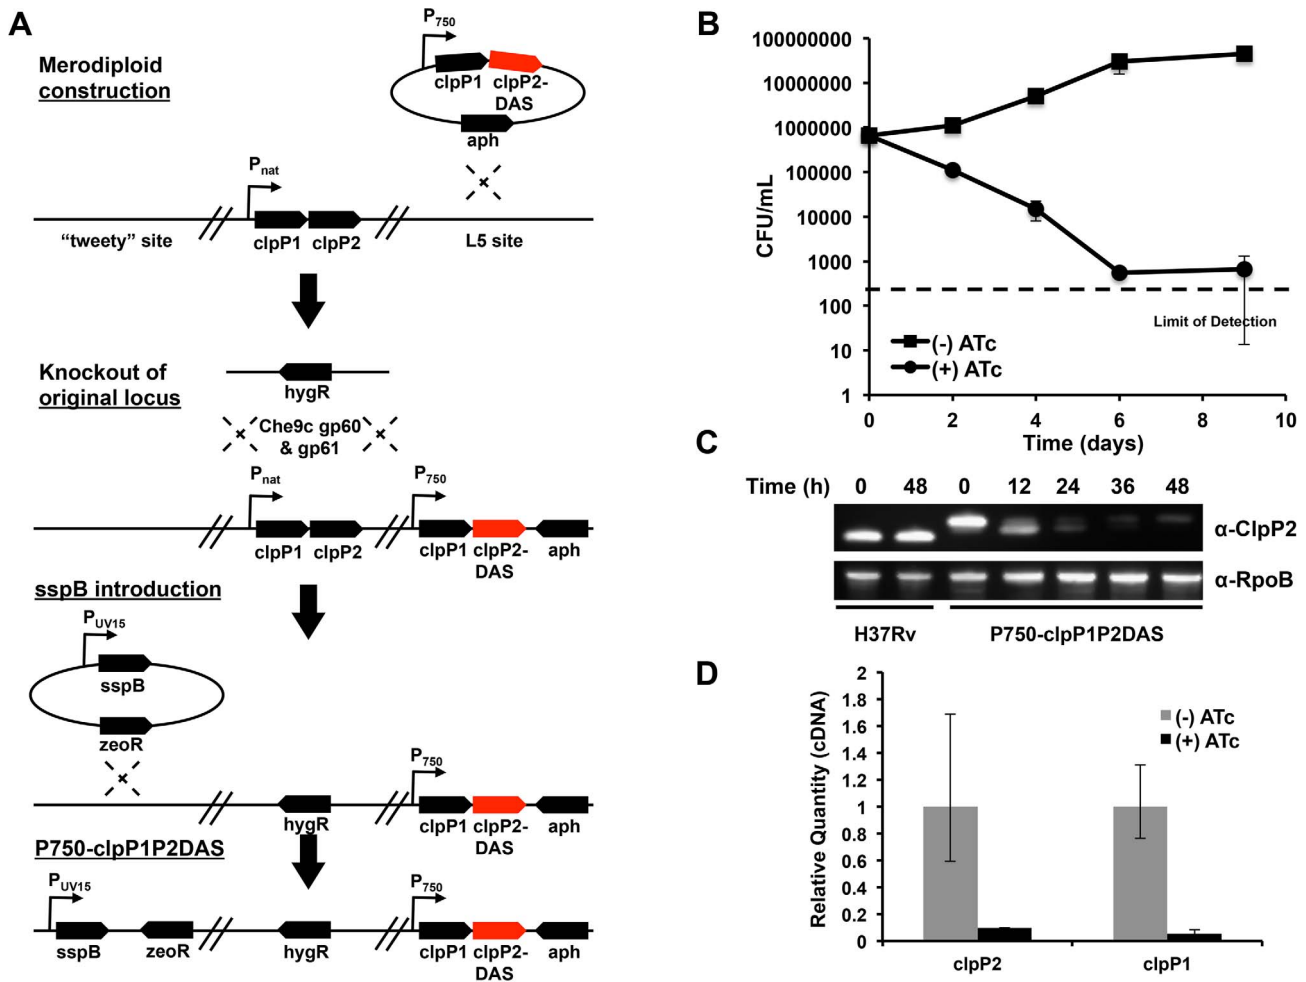 A
Merodiploid
construction
P750
clpP1 clpP2-
DAS
aph
Pnat
"tweety" site
clpP1 clpP2
L5 site
Knockout of
original locus
hygR
Che9c gp60
& gp61
Pnat
P750
clpP1 clpP2
clpP1 clpP2- aph
DAS
sspB introduction
PUV15
sspB
zeoR
P750
hygR
clpP1 clpP2- aph
DAS
P750-clpP1P2DAS
PUV15
P750
sspB zeoR
hygR
clpP1 clpP2- aph
DAS
B
100000000
10000000
1000000
100000
10000
1000
100
10
1
CFU/mL
Limit of Detection
(-) ATc
(+) ATc
0 2 4 6 8 10
Time (days)
C
Time (h) 0 48 0 12 24 36 48
α-ClpP2
α-RpoB
H37Rv P750-clpP1P2DAS
D
2
1.8
1.6
1.4
1.2
1
0.8
0.6
0.4
0.2
0
Relative Quantity (cDNA)
(-) ATc
(+) ATc
clpP2 clpP1